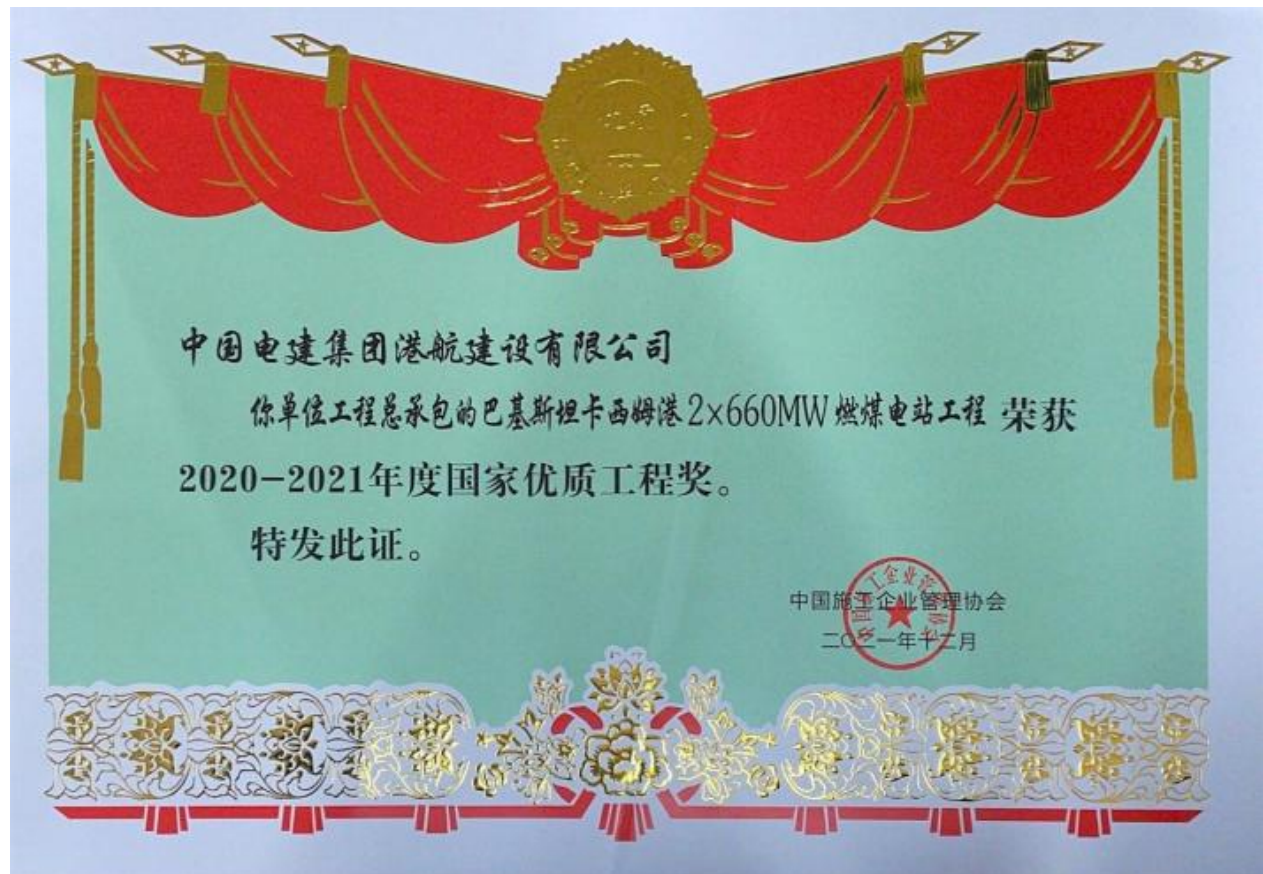 中国电建集团港航建设有限公司
你单位工程总承包的巴基斯坦卡西姆港2×660MW燃煤电站工程 荣获
2020-2021年度国家优质工程奖。
特发此证。
中国施工企业管理协会
二〇二一年十二月